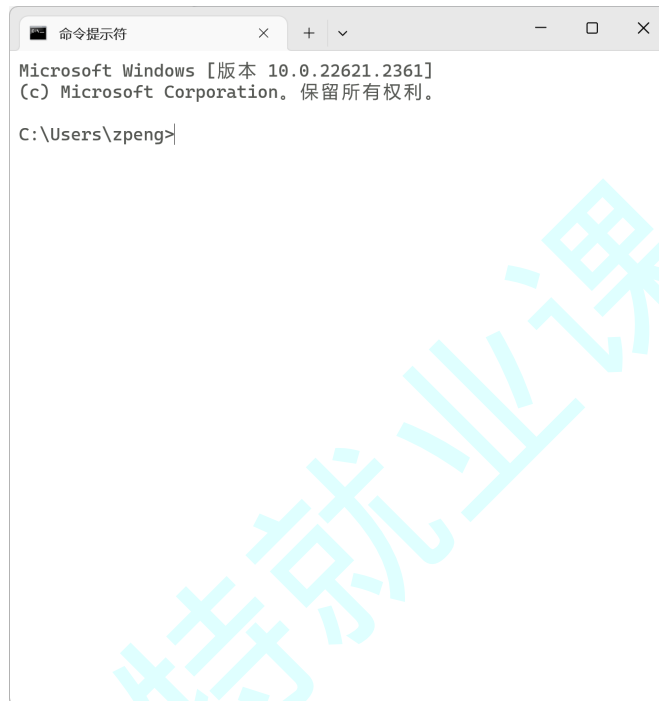 命令提示符
Microsoft Windows [版本 10.0.22621.2361]
(c) Microsoft Corporation。保留所有权利。
C:\Users\zpeng>
特就业课